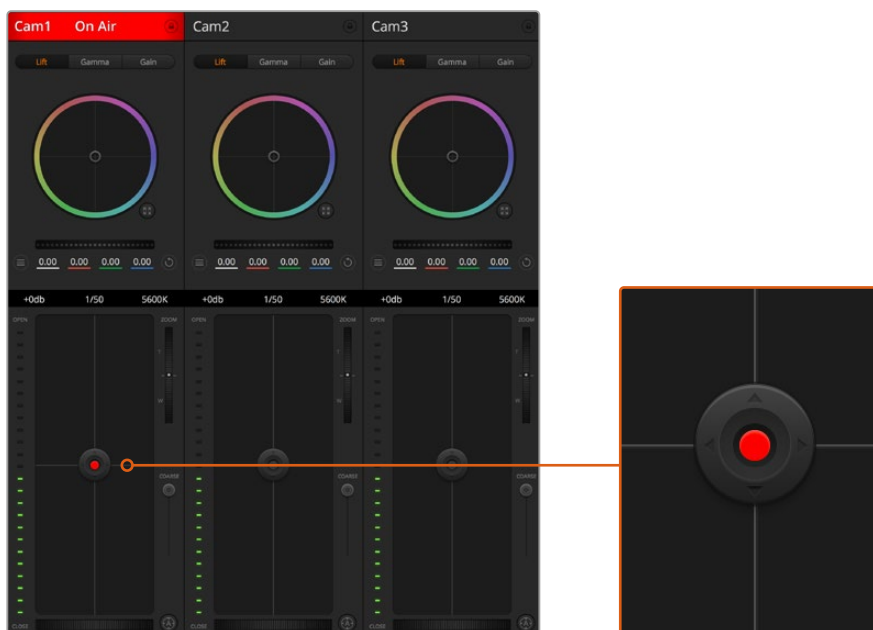 Cam1 On Air Cam2 Cam3
Lift Gamma Gain Lift Gamma Gain Lift Gamma Gain
0.00 0.00 0.00 0.00 0.00 0.00 0.00 0.00 0.00 0.00 0.00 0.00
+0db 1/50 5600K +0db 1/50 5600K +0db 1/50 5600K
OPEN ZOOM OPEN ZOOM OPEN ZOOM
T T T
W W W
COARSE COARSE COARSE
CLOSE CLOSE CLOSE